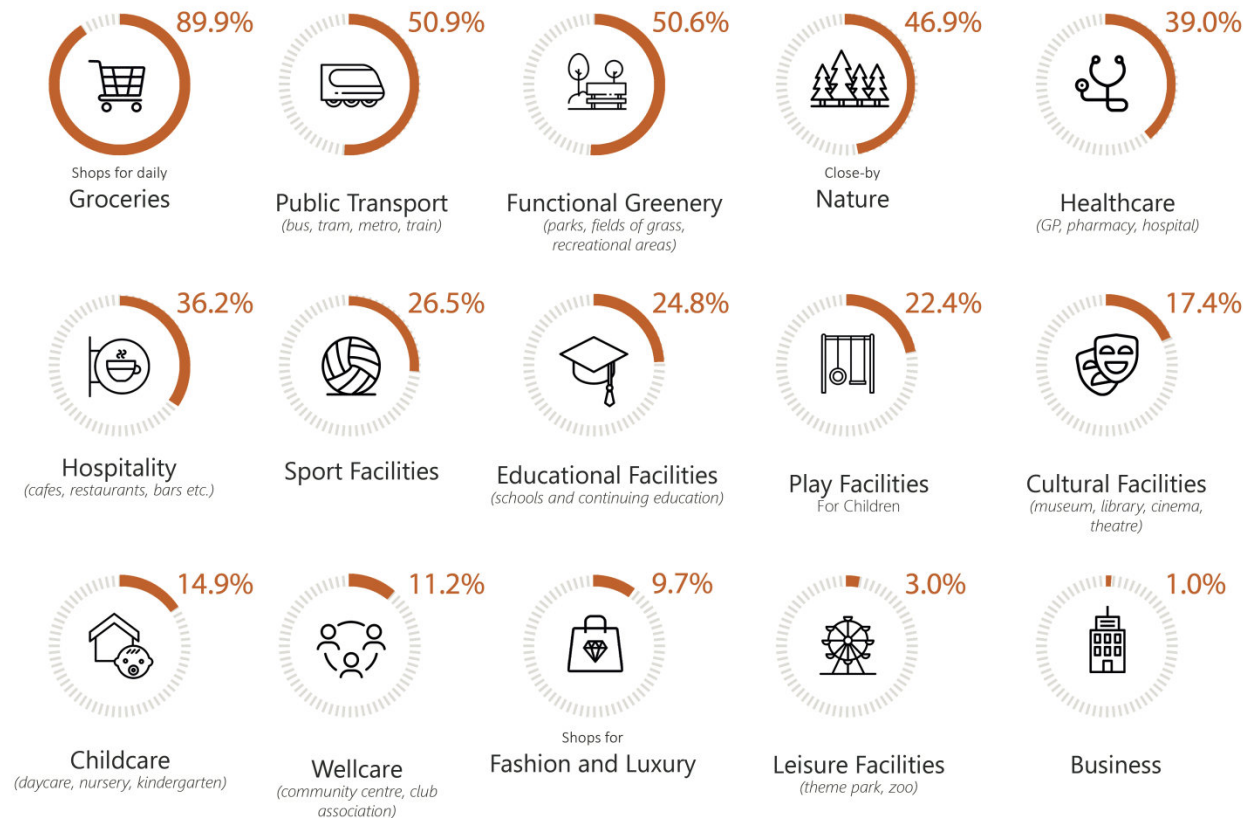 89.9%
50.9%
50.6%
46.9%
39.0%
Shops for daily
Groceries
Public Transport
(bus, tram, metro, train)
Functional Greenery
(parks, fields of grass,
recreational areas)
Close-by
Nature
Healthcare
(GP, pharmacy, hospital)
36.2%
26.5%
24.8%
22.4%
17.4%
Hospitality
(cafes, restaurants, bars etc.)
Sport Facilities
Educational Facilities
(schools and continuing education)
Play Facilities
For Children
Cultural Facilities
(museum, library, cinema,
theatre)
14.9%
11.2%
9.7%
3.0%
1.0%
Childcare
(daycare, nursery, kindergarten)
Wellcare
(community centre, club
association)
Shops for
Fashion and Luxury
Leisure Facilities
(theme park, zoo)
Business